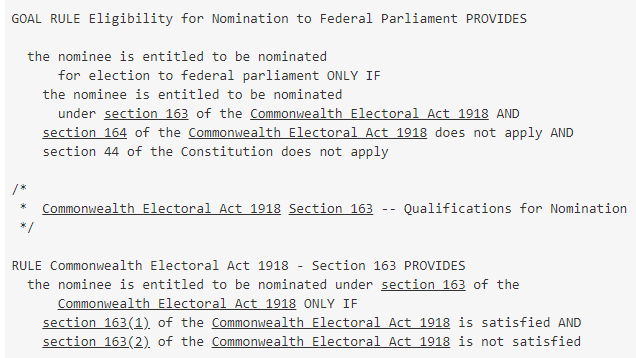 GOAL RULE Eligibility for Nomination to Federal Parliament PROVIDES
the nominee is entitled to be nominated
for election to federal parliament ONLY IF
the nominee is entitled to be nominated
under section 163 of the Commonwealth Electoral Act 1918 AND
section 164 of the Commonwealth Electoral Act 1918 does not apply AND
section 44 of the Constitution does not apply
/*
* Commonwealth Electoral Act 1918 Section 163 -- Qualifications for Nomination
*/
RULE Commonwealth Electoral Act 1918 - Section 163 PROVIDES
the nominee is entitled to be nominated under section 163 of the
Commonwealth Electoral Act 1918 ONLY IF
section 163(1) of the Commonwealth Electoral Act 1918 is satisfied AND
section 163(2) of the Commonwealth Electoral Act 1918 is not satisfied